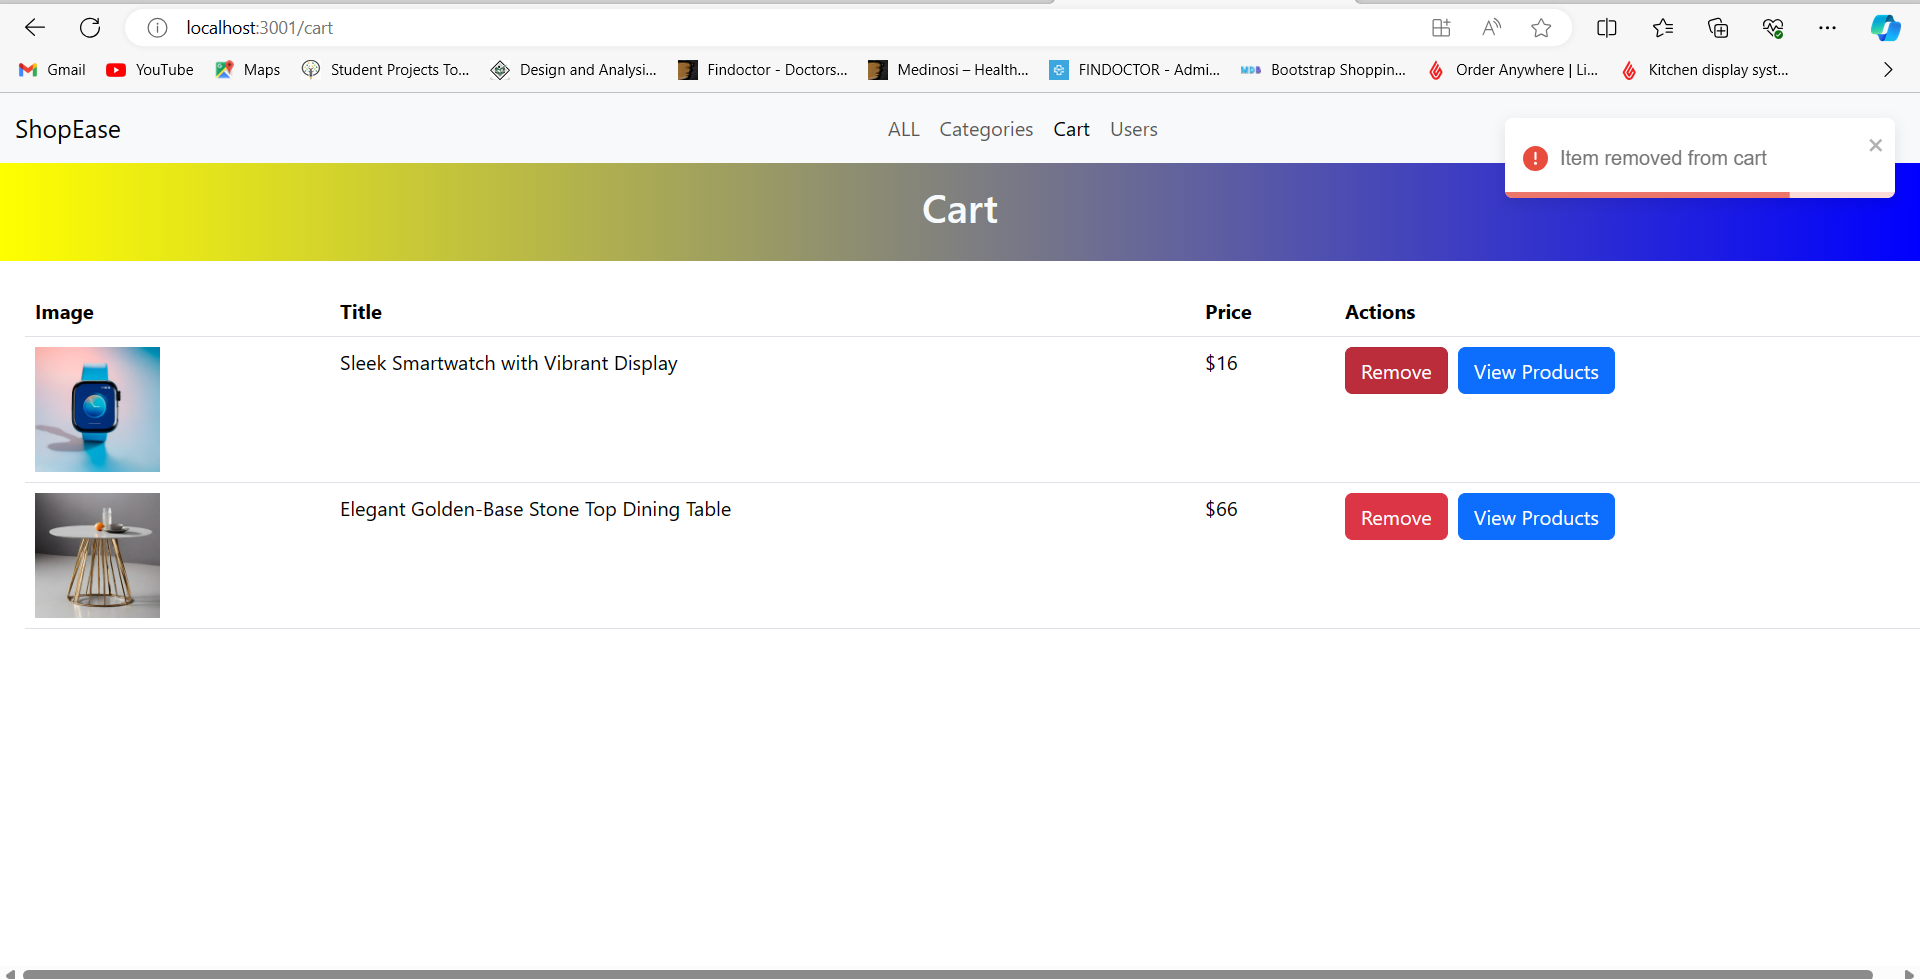 localhost:3001/cart
Gmail YouTube Maps Student Projects To... Design and Analysi... Findoctor - Doctors... Medinosi – Health... FINDOCTOR - Admi... MDB Bootstrap Shoppin... Order Anywhere | Li... Kitchen display syst...
ShopEase ALL Categories Cart Users
Item removed from cart
Cart
Image Title Price Actions
Sleek Smartwatch with Vibrant Display $16 Remove View Products
Elegant Golden-Base Stone Top Dining Table $66 Remove View Products